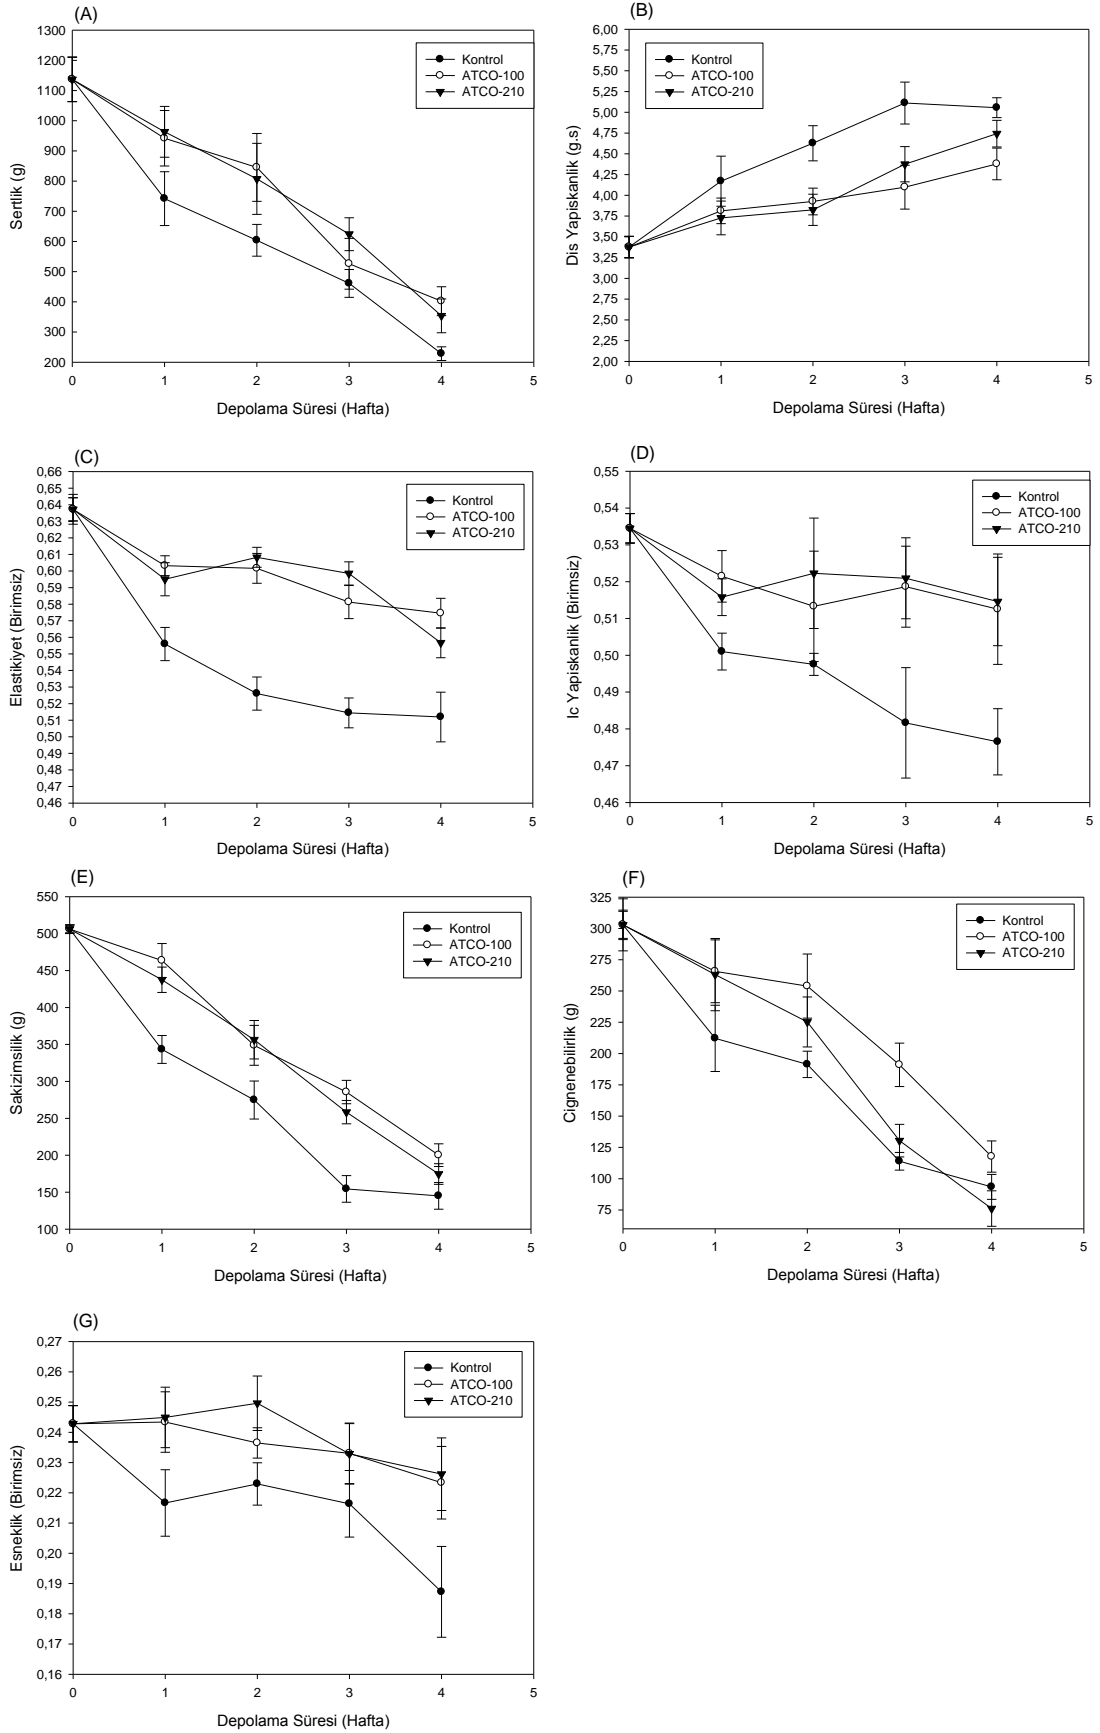 (A)
Sertlik (g)
1300
1200
1100
1000
900
800
700
600
500
400
300
200
0 1 2 3 4 5
Depolama Süresi (Hafta)
Kontrol
ATCO-100
ATCO-210
(B)
Dis Yapiskanlik (g.s)
6,00
5,75
5,50
5,25
5,00
4,75
4,50
4,25
4,00
3,75
3,50
3,25
3,00
2,75
2,50
2,25
2,00
0 1 2 3 4 5
Depolama Süresi (Hafta)
Kontrol
ATCO-100
ATCO-210
(C)
Elastikiyet (Birimsiz)
0,66
0,65
0,64
0,63
0,61
0,60
0,58
0,57
0,56
0,55
0,53
0,52
0,50
0,49
0,48
0,47
0,46
0 1 2 3 4 5
Depolama Süresi (Hafta)
Kontrol
ATCO-100
ATCO-210
(D)
Ic Yapiskanlik (Birimsiz)
0,55
0,54
0,53
0,52
0,51
0,50
0,49
0,48
0,47
0,46
0 1 2 3 4 5
Depolama Süresi (Hafta)
Kontrol
ATCO-100
ATCO-210
(E)
Sakizimsilik (g)
550
500
450
400
350
300
250
200
150
100
0 1 2 3 4 5
Depolama Süresi (Hafta)
Kontrol
ATCO-100
ATCO-210
(F)
Cignenebilirlik (g)
325
300
275
250
225
200
175
150
125
100
75
0 1 2 3 4 5
Depolama Süresi (Hafta)
Kontrol
ATCO-100
ATCO-210
(G)
Esneklik (Birimsiz)
0,27
0,26
0,25
0,24
0,23
0,22
0,21
0,20
0,19
0,18
0,17
0,16
0 1 2 3 4 5
Depolama Süresi (Hafta)
Kontrol
ATCO-100
ATCO-210